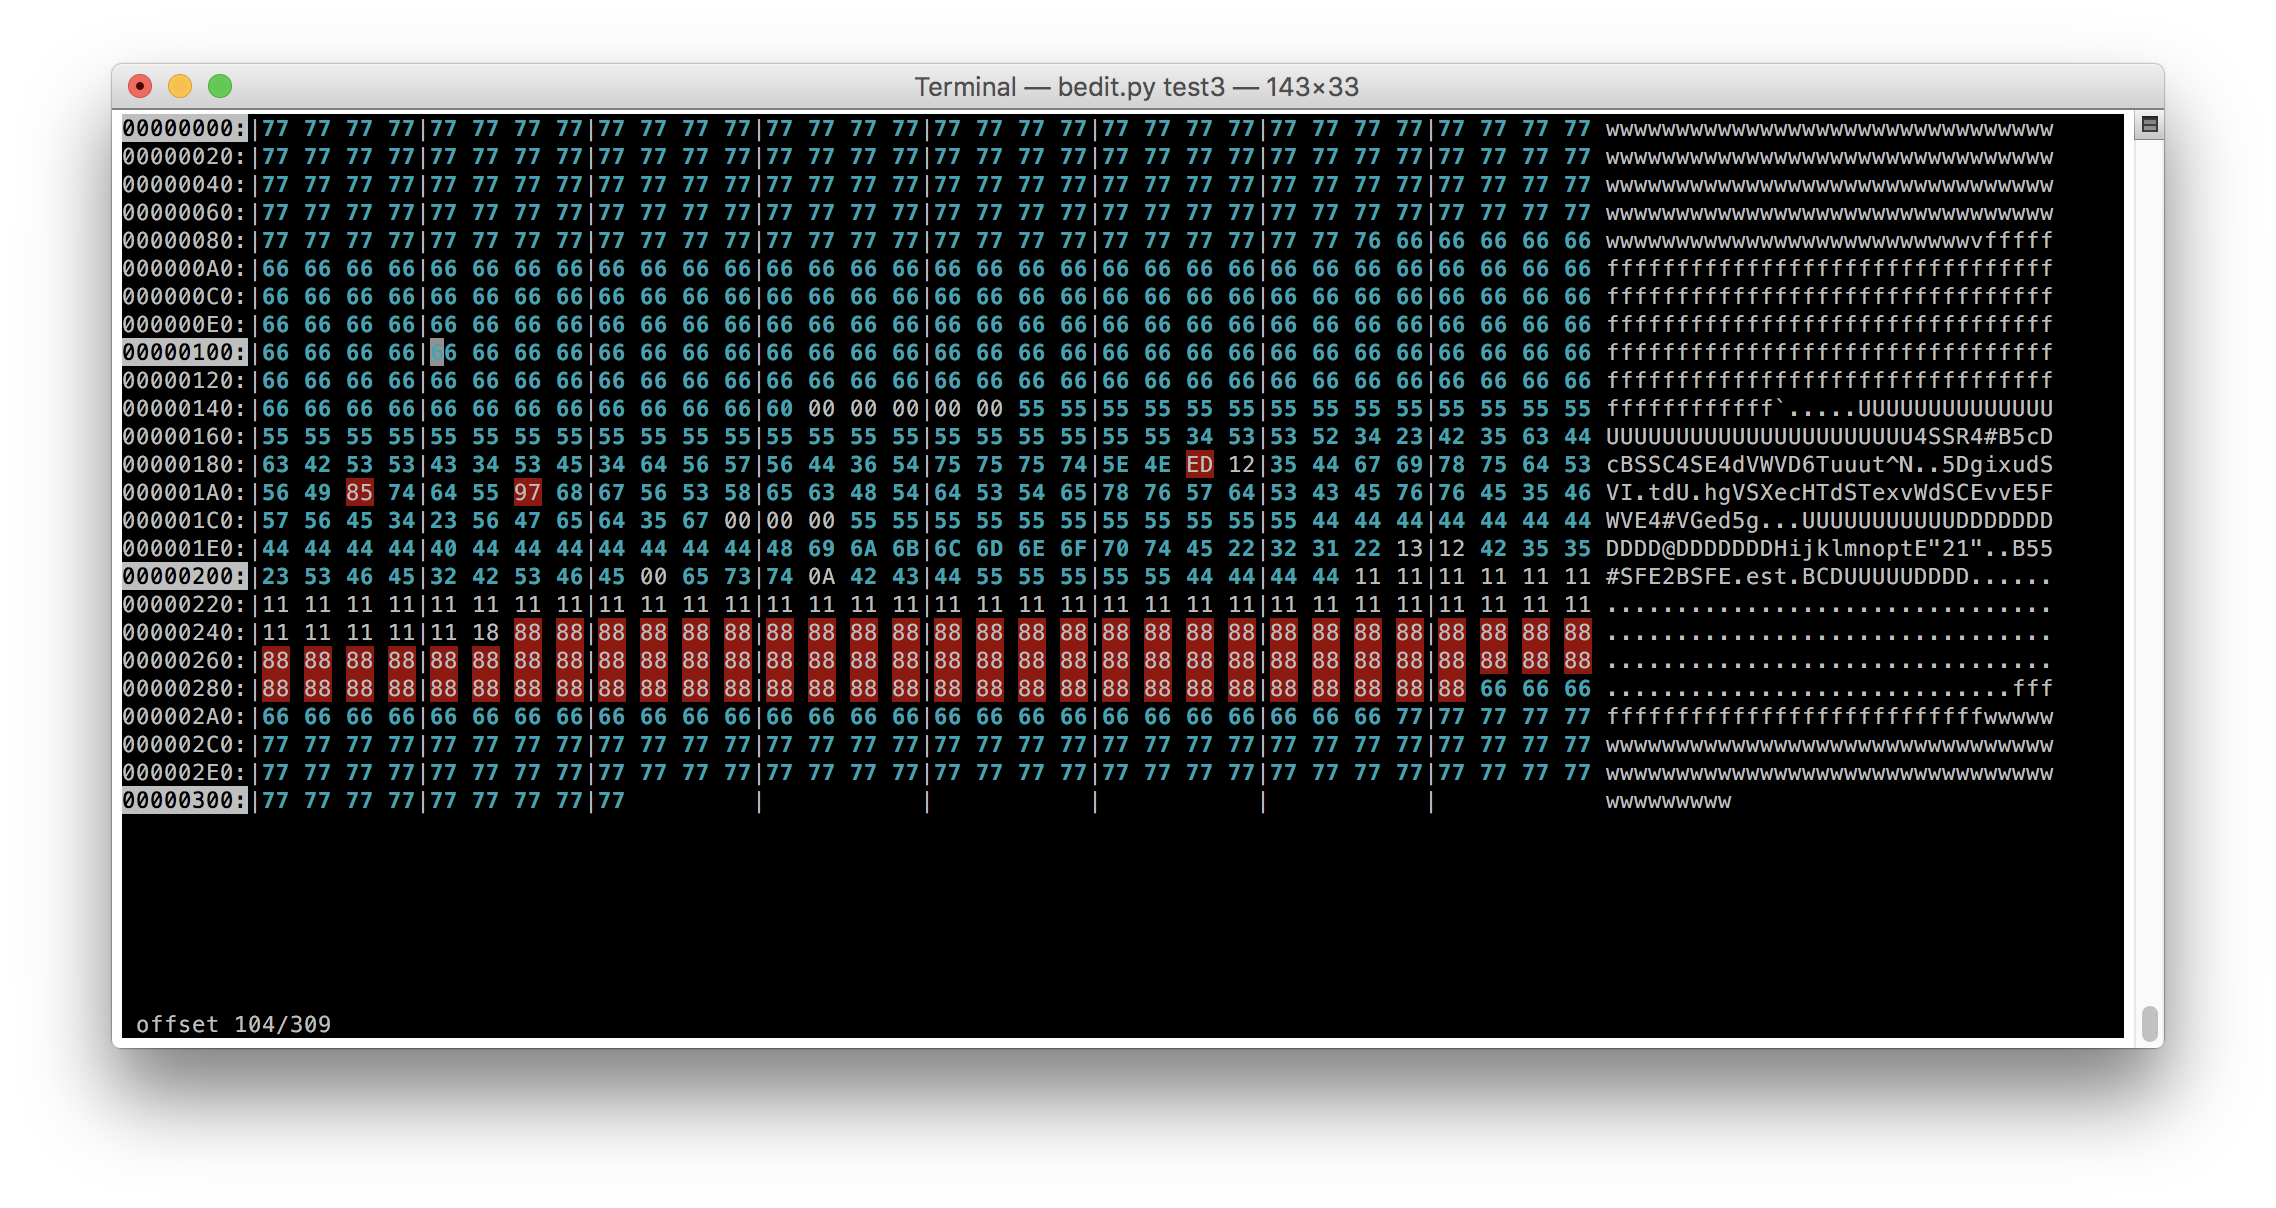 Terminal — bedit.py test3 — 143×33
00000000:|77 77 77 77|77 77 77 77|77 77 77 77|77 77 77 77|77 77 77 77|77 77 77 77|77 77 77 77|77 77 77 77 wwwwwwwwwwwwwwwwwwwwwwwwwwwwwwww
00000020:|77 77 77 77|77 77 77 77|77 77 77 77|77 77 77 77|77 77 77 77|77 77 77 77|77 77 77 77|77 77 77 77 wwwwwwwwwwwwwwwwwwwwwwwwwwwwwwww
00000040:|77 77 77 77|77 77 77 77|77 77 77 77|77 77 77 77|77 77 77 77|77 77 77 77|77 77 77 77|77 77 77 77 wwwwwwwwwwwwwwwwwwwwwwwwwwwwwwww
00000060:|77 77 77 77|77 77 77 77|77 77 77 77|77 77 77 77|77 77 77 77|77 77 77 77|77 77 77 77|77 77 77 77 wwwwwwwwwwwwwwwwwwwwwwwwwwwwwwww
00000080:|77 77 77 77|77 77 77 77|77 77 77 77|77 77 77 77|77 77 77 77|77 77 77 77|77 77 76 66|66 66 66 66 wwwwwwwwwwwwwwwwwwwwwwwwwwvfffff
000000A0:|66 66 66 66|66 66 66 66|66 66 66 66|66 66 66 66|66 66 66 66|66 66 66 66|66 66 66 66|66 66 66 66 ffffffffffffffffffffffffffffffff
000000C0:|66 66 66 66|66 66 66 66|66 66 66 66|66 66 66 66|66 66 66 66|66 66 66 66|66 66 66 66|66 66 66 66 ffffffffffffffffffffffffffffffff
000000E0:|66 66 66 66|66 66 66 66|66 66 66 66|66 66 66 66|66 66 66 66|66 66 66 66|66 66 66 66|66 66 66 66 ffffffffffffffffffffffffffffffff
00000100:|66 66 66 66|66 66 66 66|66 66 66 66|66 66 66 66|66 66 66 66|66 66 66 66|66 66 66 66|66 66 66 66 ffffffffffffffffffffffffffffffff
00000120:|66 66 66 66|66 66 66 66|66 66 66 66|66 66 66 66|66 66 66 66|66 66 66 66|66 66 66 66|66 66 66 66 ffffffffffffffffffffffffffffffff
00000140:|66 66 66 66|66 66 66 66|66 66 66 66|60 00 00 00|00 00 55 55|55 55 55 55|55 55 55 55|55 55 55 55 ffffffffffff`.....UUUUUUUUUUUUUU
00000160:|55 55 55 55|55 55 55 55|55 55 55 55|55 55 55 55|55 55 55 55|55 55 34 53|53 52 34 23|42 35 63 44 UUUUUUUUUUUUUUUUUUUUUU4SSR4#B5cD
00000180:|63 42 53 53|43 34 53 45|34 64 56 57|56 44 36 54|75 75 75 74|5E 4E ED 12|35 44 67 69|78 75 64 53 cBSSC4SE4dVWVD6Tuuut^N..5DgixudS
000001A0:|56 49 85 74|64 55 97 68|67 56 53 58|65 63 48 54|64 53 54 65|78 76 57 64|53 43 45 76|76 45 35 46 VI.tdU.hgVSXecHTdSTexvWdSCEvvE5F
000001C0:|57 56 45 34|23 56 47 65|64 35 67 00|00 00 55 55|55 55 55 55|55 55 55 55|55 44 44 44|44 44 44 44 WVE4#VGed5g...UUUUUUUUUUUDDDDDDD
000001E0:|44 44 44 44|40 44 44 44|44 44 44 44|48 69 6A 6B|6C 6D 6E 6F|70 74 45 22|32 31 22 13|12 42 35 35 DDDD@DDDDDDDHijklmnoptE"21"..B55
00000200:|23 53 46 45|32 42 53 46|45 00 65 73|74 0A 42 43|44 55 55 55|55 55 44 44|44 44 11 11|11 11 11 11 #SFE2BSFE.est.BCDUUUUUDDDD......
00000220:|11 11 11 11|11 11 11 11|11 11 11 11|11 11 11 11|11 11 11 11|11 11 11 11|11 11 11 11|11 11 11 11 ................................
00000240:|11 11 11 11|11 18 88 88|88 88 88 88|88 88 88 88|88 88 88 88|88 88 88 88|88 88 88 88|88 88 88 88 ................................
00000260:|88 88 88 88|88 88 88 88|88 88 88 88|88 88 88 88|88 88 88 88|88 88 88 88|88 88 88 88|88 88 88 88 ................................
00000280:|88 88 88 88|88 88 88 88|88 88 88 88|88 88 88 88|88 88 88 88|88 88 88 88|88 88 88 88|88 66 66 66 .............................fff
000002A0:|66 66 66 66|66 66 66 66|66 66 66 66|66 66 66 66|66 66 66 66|66 66 66 66|66 66 66 77|77 77 77 77 fffffffffffffffffffffffffffwwwww
000002C0:|77 77 77 77|77 77 77 77|77 77 77 77|77 77 77 77|77 77 77 77|77 77 77 77|77 77 77 77|77 77 77 77 wwwwwwwwwwwwwwwwwwwwwwwwwwwwwwww
000002E0:|77 77 77 77|77 77 77 77|77 77 77 77|77 77 77 77|77 77 77 77|77 77 77 77|77 77 77 77|77 77 77 77 wwwwwwwwwwwwwwwwwwwwwwwwwwwwwwww
00000300:|77 77 77 77|77 77 77 77|77 | | | | | wwwwwwwww
offset 104/309